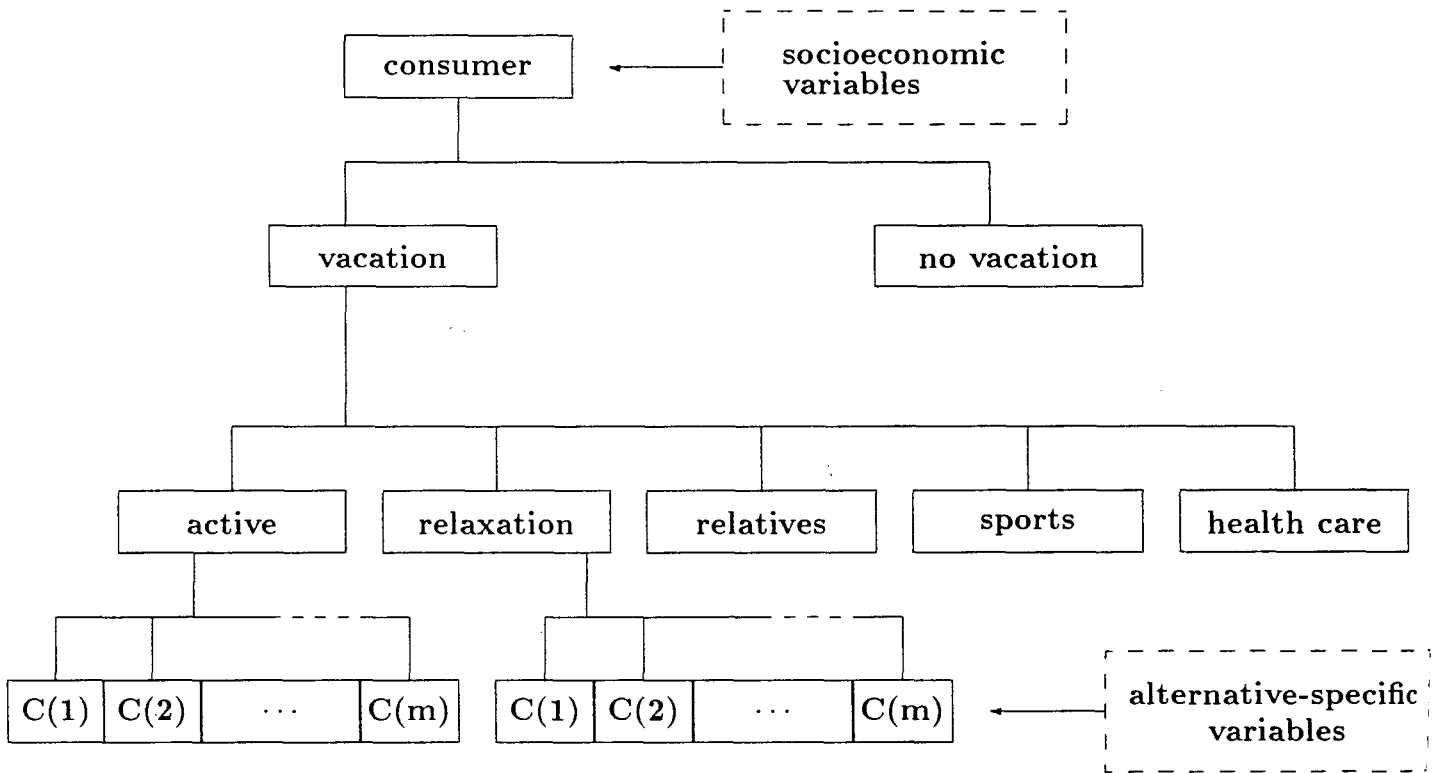 consumer
socioeconomic
variables
vacation
no vacation
active
relaxation
relatives
sports
health care
C(1) C(2) ... C(m)
C(1) C(2) ... C(m)
alternative-specific
variables